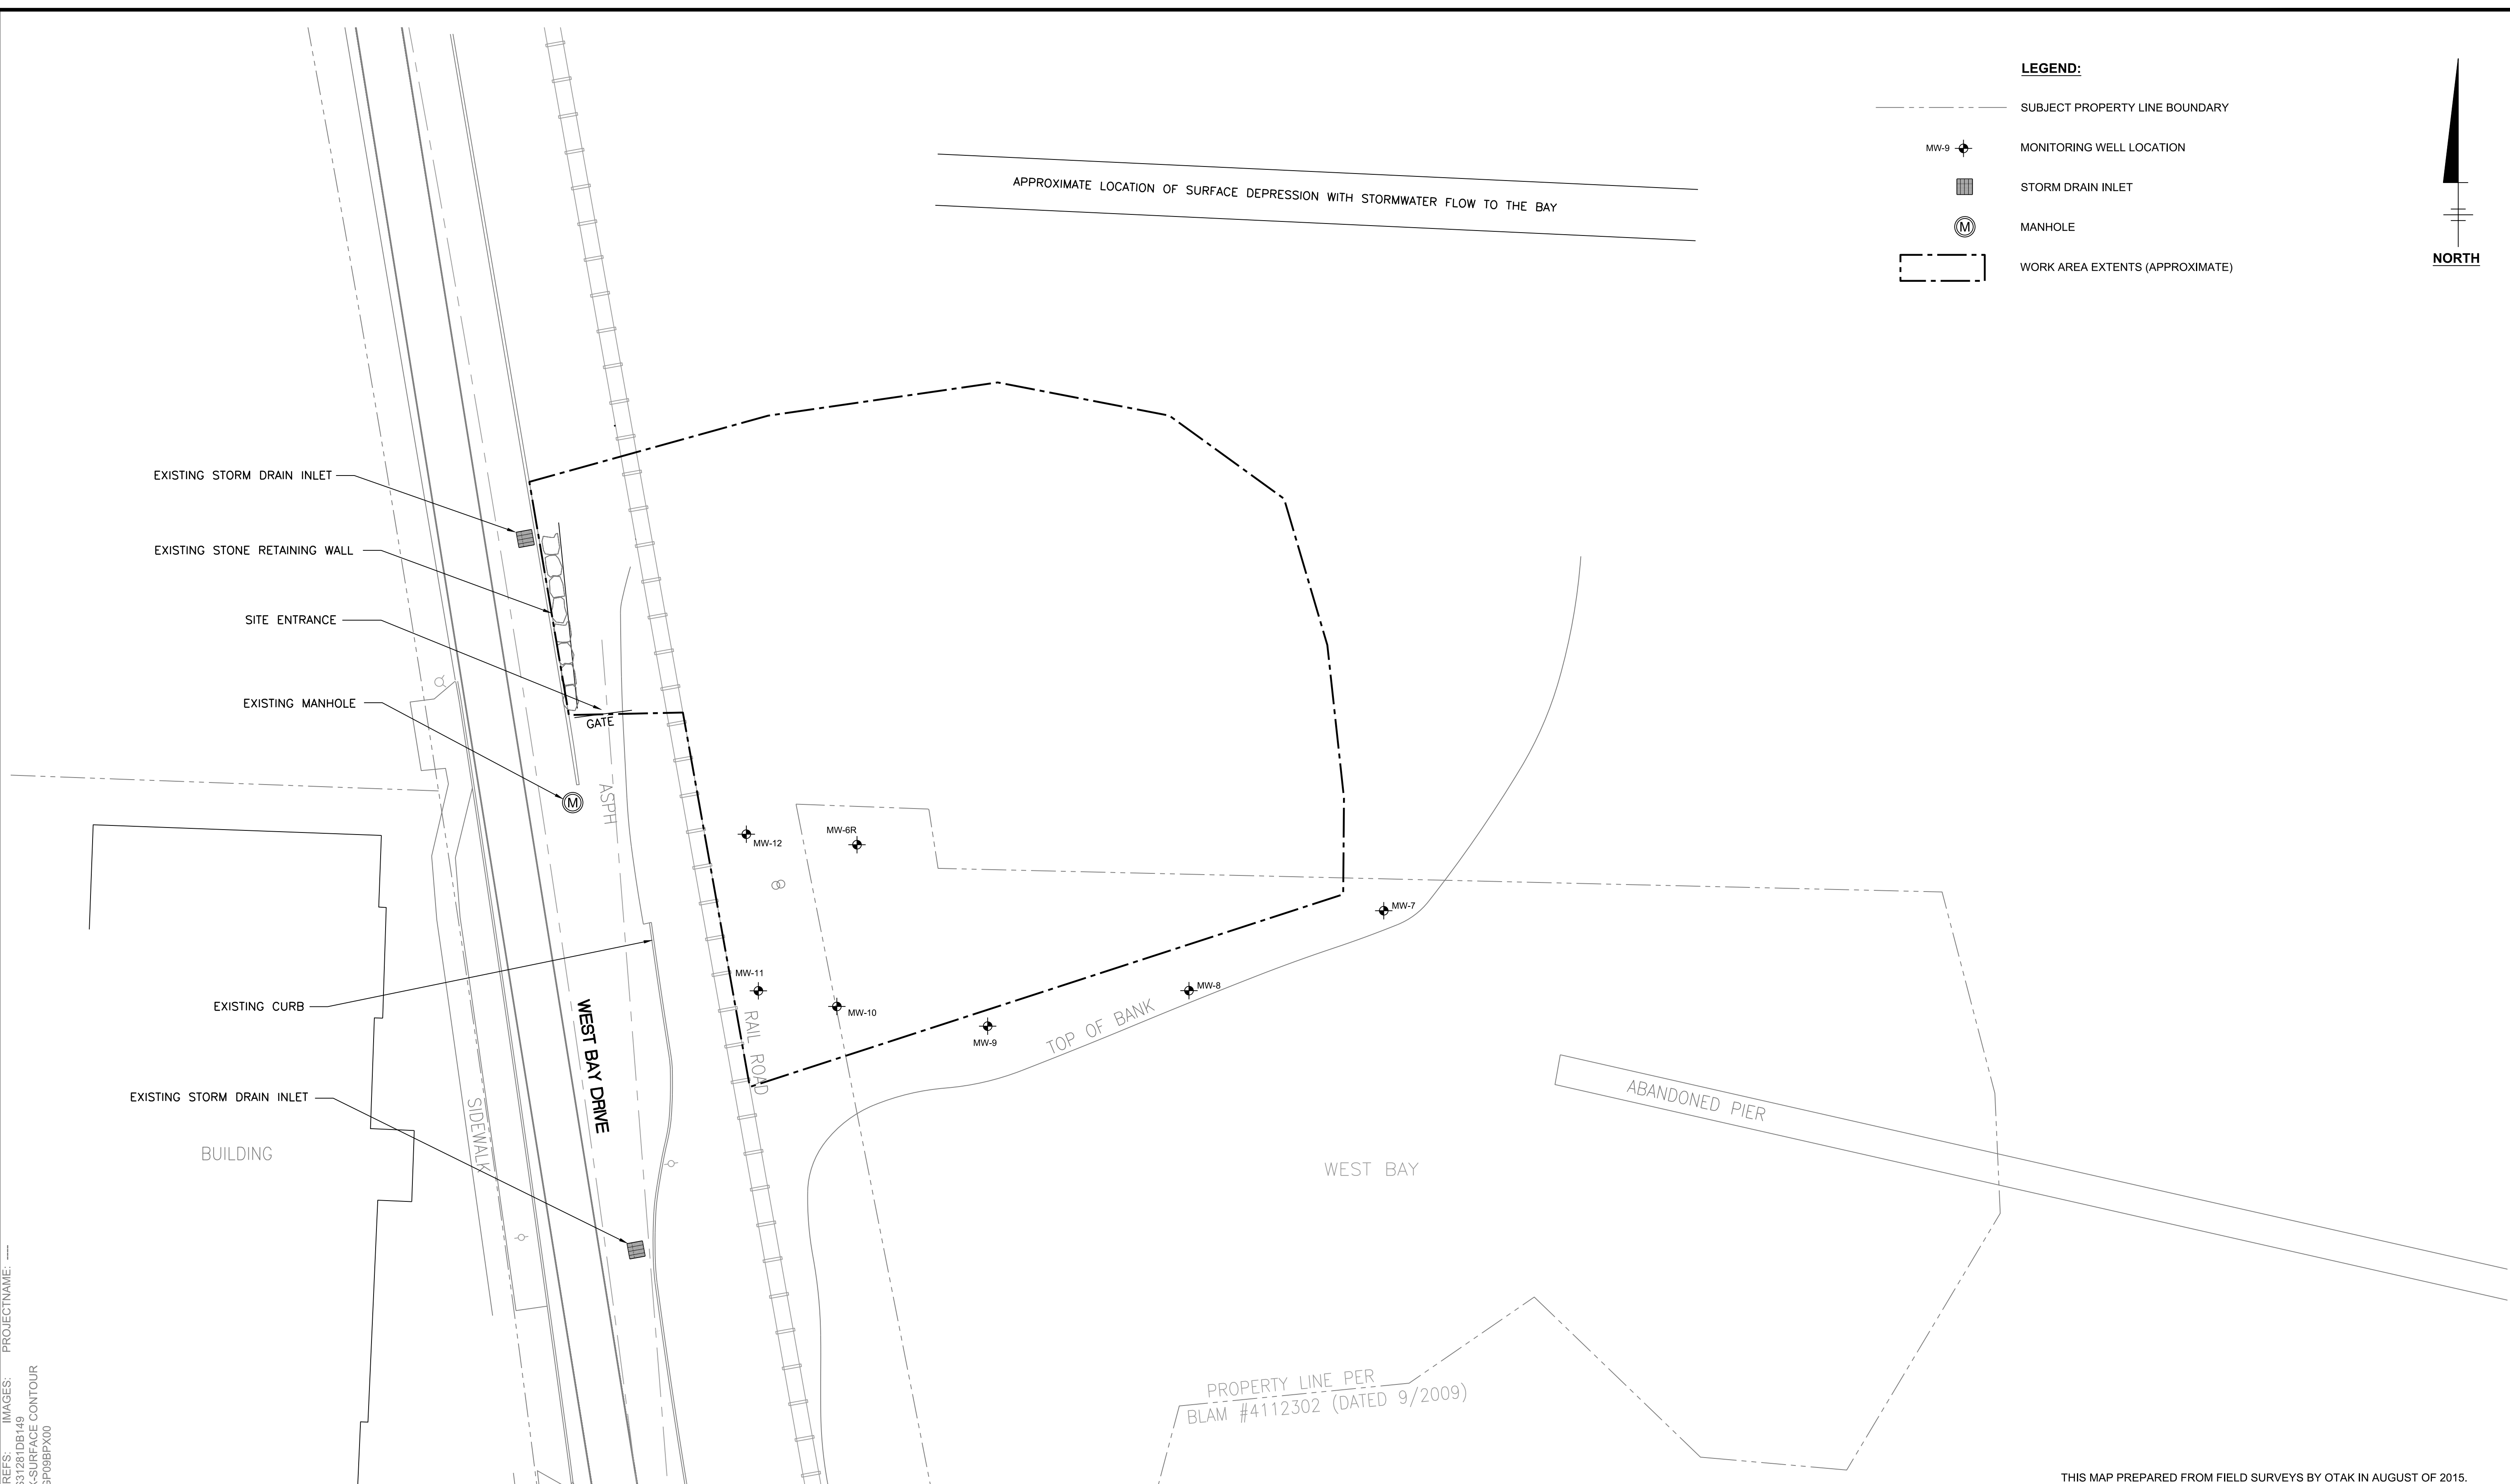 LEGEND:
SUBJECT PROPERTY LINE BOUNDARY
MW-9
MONITORING WELL LOCATION
STORM DRAIN INLET
M
MANHOLE
WORK AREA EXTENTS (APPROXIMATE)
NORTH
APPROXIMATE LOCATION OF SURFACE DEPRESSION WITH STORMWATER FLOW TO THE BAY
EXISTING STORM DRAIN INLET
EXISTING STONE RETAINING WALL
SITE ENTRANCE
EXISTING MANHOLE
GATE
M
ASPH
MW-12
MW-6R
MW-7
MW-11
MW-8
MW-10
MW-9
EXISTING CURB
WEST BAY DRIVE
RAIL ROAD
TOP OF BANK
EXISTING STORM DRAIN INLET
SIDEWALK
BUILDING
ABANDONED PIER
WEST BAY
PROPERTY LINE PER
BLAM #4112302 (DATED 9/2009)
REFS: IMAGES: PROJECTNAME: ----
S31281DB149
X-SURFACE CONTOUR
GP09BPX00
THIS MAP PREPARED FROM FIELD SURVEYS BY OTAK IN AUGUST OF 2015.